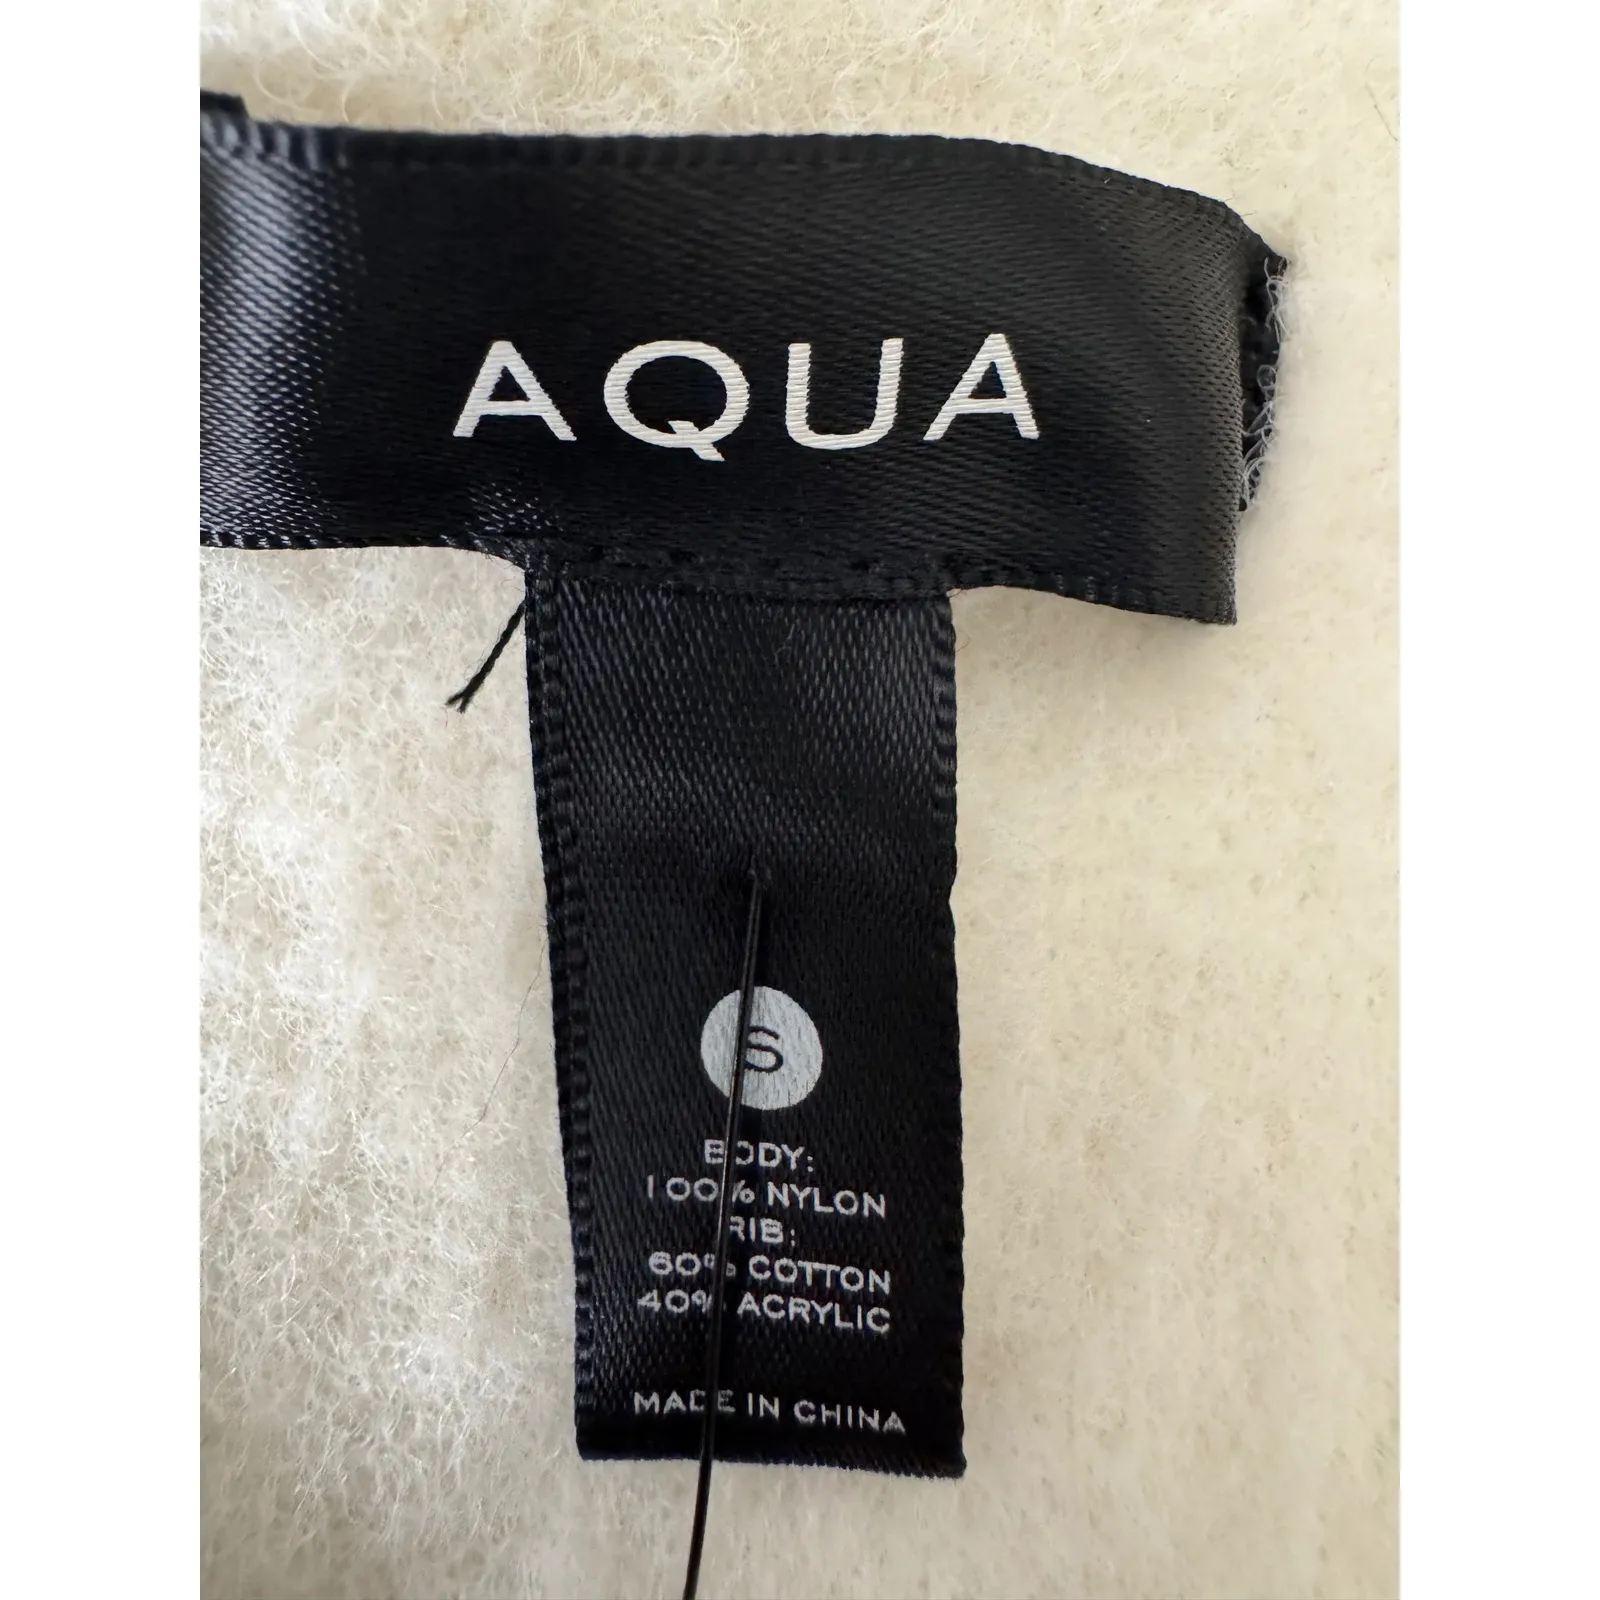 AQUA
S
BODY:
100% NYLON
RIB:
60% COTTON
40% ACRYLIC
MADE IN CHINA